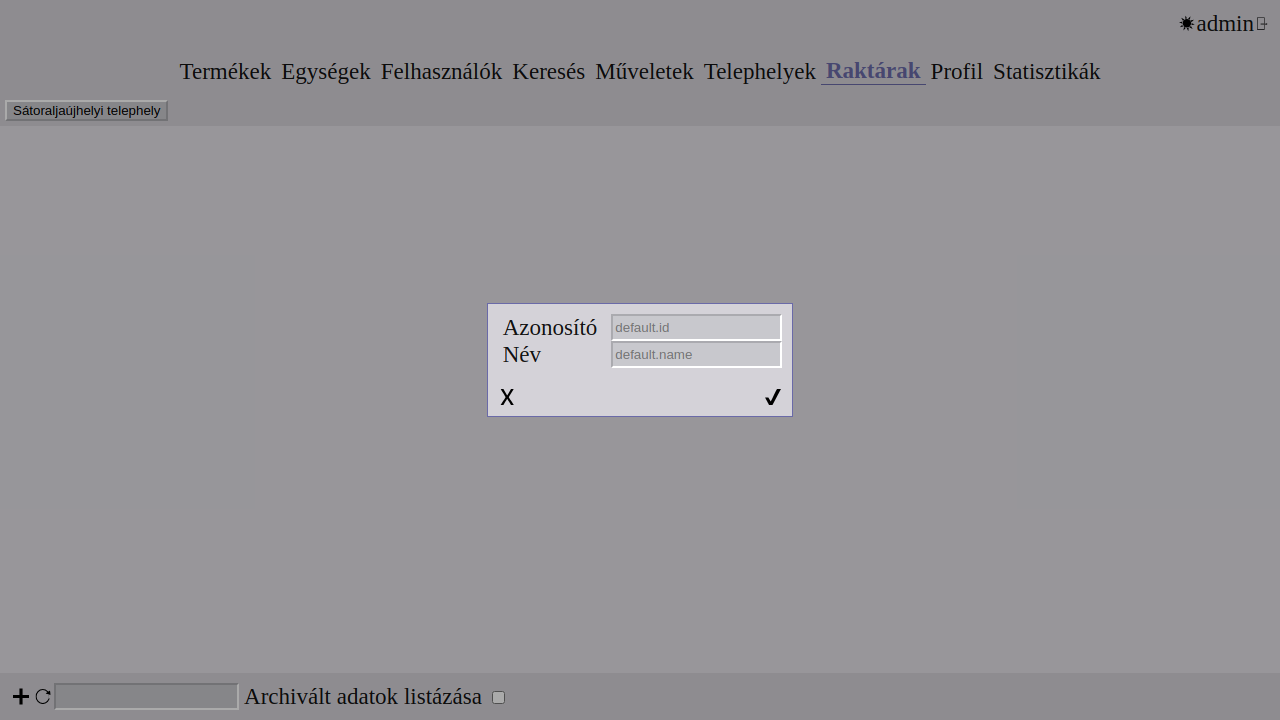 admin
Termékek Egységek Felhasználók Keresés Műveletek Telephelyek Raktárak Profil Statisztikák
Sátoraljaújhelyi telephely
Azonosító default.id
Név default.name
X
Archivált adatok listázása